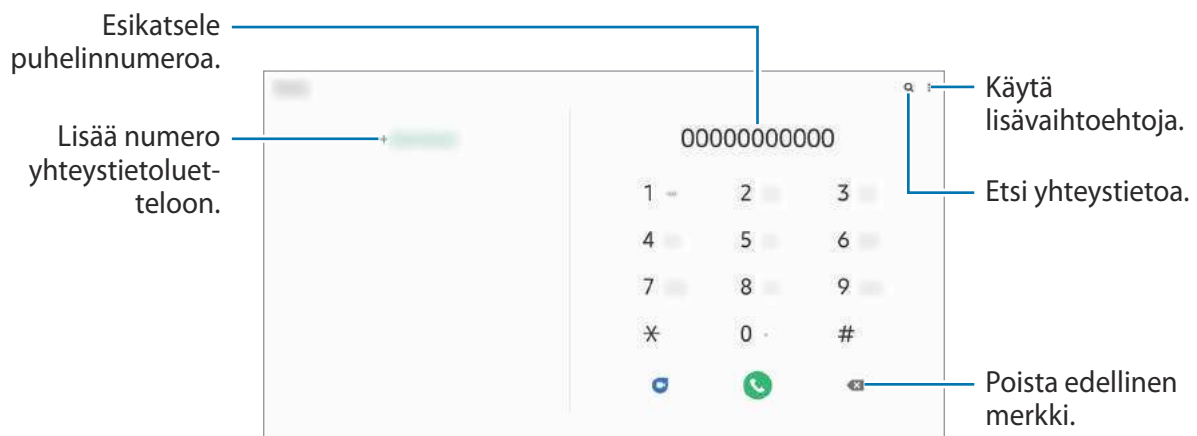 Esikatsele
puhelinnumeroa.
Käytä
lisävaihtoehtoja.
Lisää numero
yhteystietoluet-
teloon.
Etsi yhteystietoa.
+
00000000000
1 2 3
4 5 6
7 8 9
* 0 #
Poista edellinen
merkki.